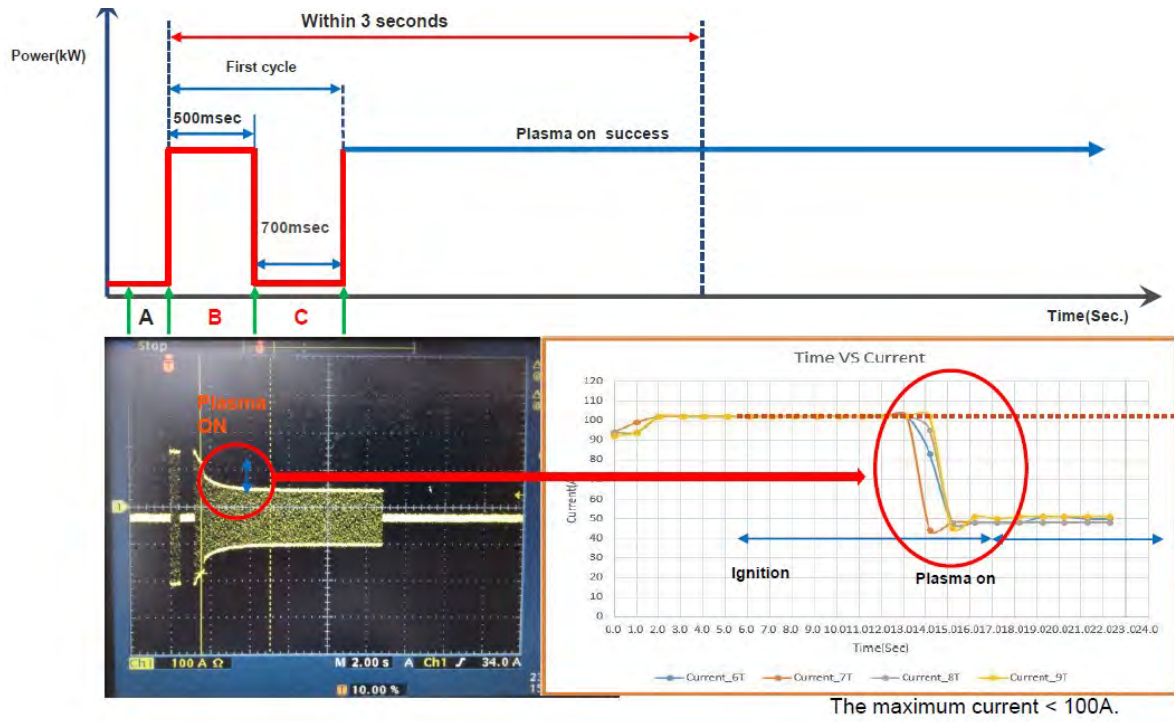 Within 3 seconds
Power(kW)
First cycle
500msec
Plasma on success
700msec
A
B
C
Time(Sec.)
Stop
Plasma
ON
Ch1 100 A Ω M 2.00 s A Ch1 34.0 A
10.00 %
Time VS Current
120
110
100
90
80
70
60
50
40
30
20
10
0
Ignition
Plasma on
0.0 1.0 2.0 3.0 4.0 5.0 6.0 7.0 8.0 9.0 10.0 11.0 12.0 13.0 14.0 15.0 16.0 17.0 18.0 19.0 20.0 21.0 22.0 23.0 24.0
Time(Sec)
Current_6T Current_7T Current_8T Current_9T
The maximum current < 100A.